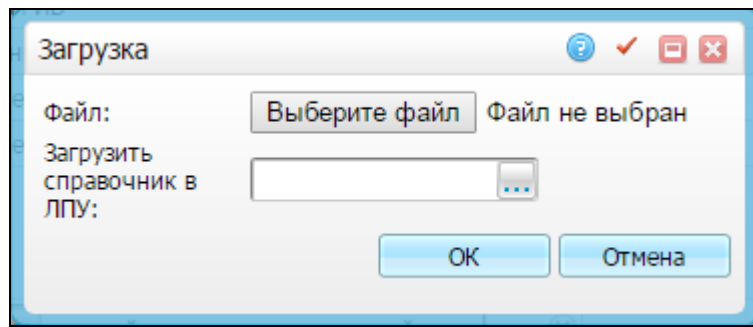 Загрузка
Файл:
Выберите файл Файл не выбран
Загрузить
справочник в
ЛПУ:
...
ОК Отмена